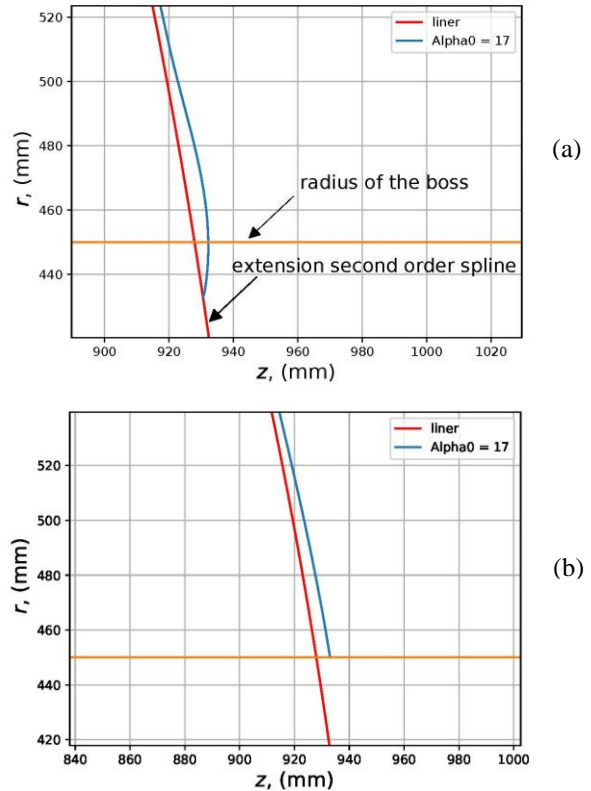 520
500
480
460
440
r, (mm)
liner
Alpha0 = 17
radius of the boss
extension second order spline
900 920 940 960 980 1000 1020
z, (mm)
(a)
520
500
480
460
440
420
r, (mm)
liner
Alpha0 = 17
840 860 880 900 920 940 960 980 1000
z, (mm)
(b)